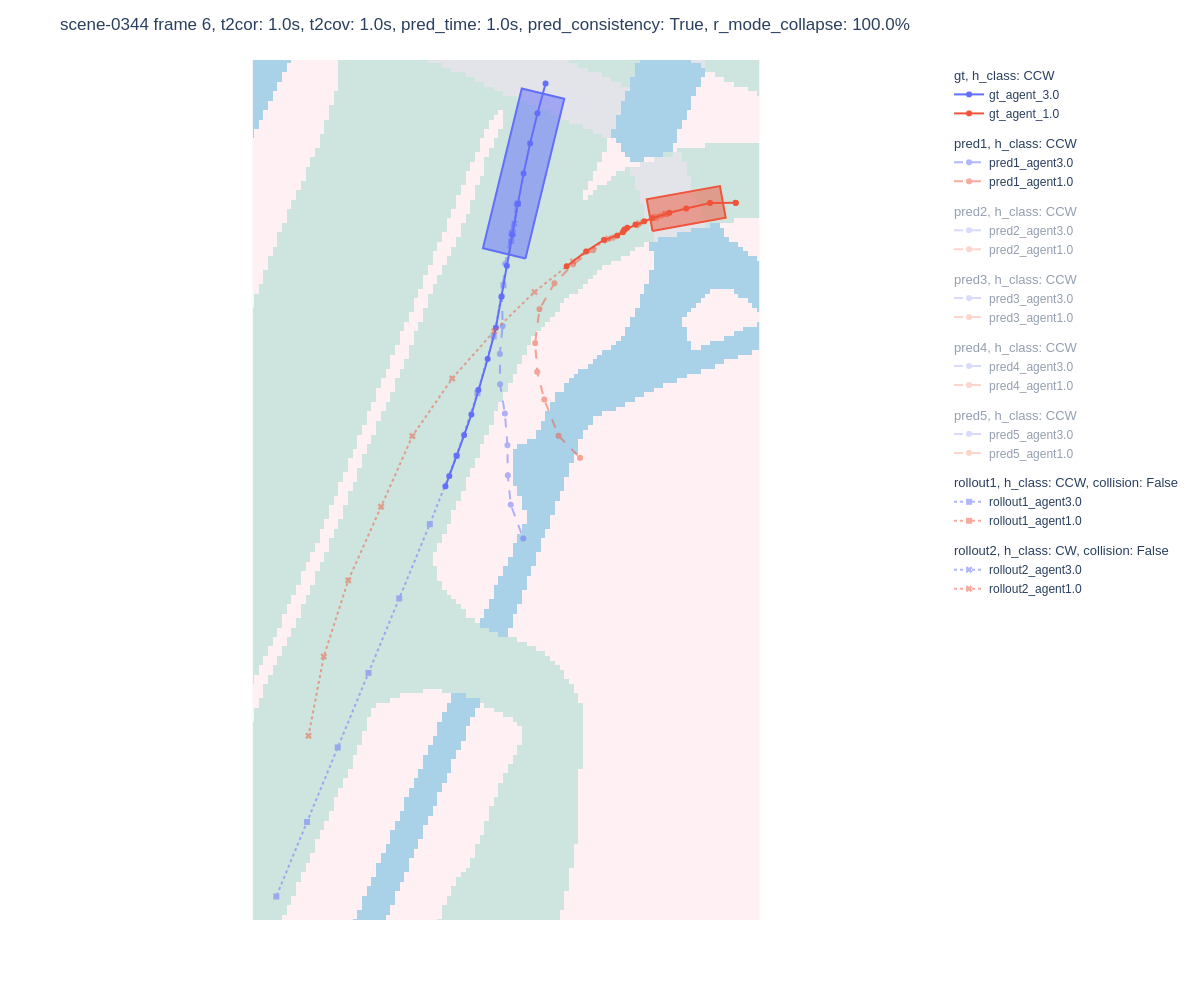 scene-0344 frame 6, t2cor: 1.0s, t2cov: 1.0s, pred_time: 1.0s, pred_consistency: True, r_mode_collapse: 100.0%
gt, h_class: CCW
gt_agent_3.0
gt_agent_1.0
pred1, h_class: CCW
pred1_agent3.0
pred1_agent1.0
pred2, h_class: CCW
pred2_agent3.0
pred2_agent1.0
pred3, h_class: CCW
pred3_agent3.0
pred3_agent1.0
pred4, h_class: CCW
pred4_agent3.0
pred4_agent1.0
pred5, h_class: CCW
pred5_agent3.0
pred5_agent1.0
rollout1, h_class: CCW, collision: False
rollout1_agent3.0
rollout1_agent1.0
rollout2, h_class: CW, collision: False
rollout2_agent3.0
rollout2_agent1.0